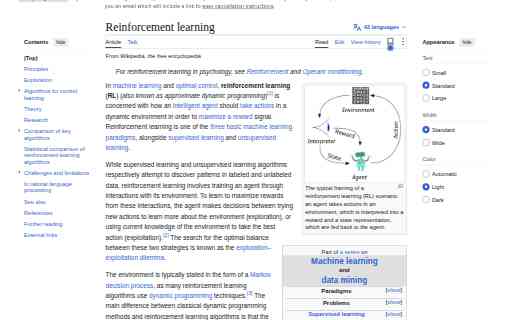 you an email which will include a link to easy cancellation instructions.
Reinforcement learning
42 languages
Article Talk
Read Edit View history
From Wikipedia, the free encyclopedia
For reinforcement learning in psychology, see Reinforcement and Operant conditioning.
Contents hide
(Top)
Principles
Exploration
Algorithms for control
learning
Theory
Research
Comparison of key
algorithms
Statistical comparison of
reinforcement learning
algorithms
Challenges and limitations
In natural language
processing
See also
References
Further reading
External links
In machine learning and optimal control, reinforcement learning
(RL) (also known as approximate dynamic programming) is
concerned how an intelligent agent should take actions in a
dynamic environment in order to maximize a reward signal.
Reinforcement learning is one of the three basic machine learning
paradigms, alongside supervised learning and unsupervised
learning.
While supervised learning and unsupervised learning algorithms
respectively attempt to discover patterns in labeled and unlabeled
data, reinforcement learning involves training an agent through
interactions with its environment. To learn to maximize rewards
from these interactions, the agent makes decisions between trying
new actions to learn more about the environment (exploration), or
using current knowledge of the environment to take the best
action (exploitation). The search for the optimal balance
between these two strategies is known as the exploration–
exploitation dilemma.
The environment is typically stated in the form of a Markov
decision process, as many reinforcement learning
algorithms use dynamic programming techniques. The
main difference between classical dynamic programming
methods and reinforcement learning algorithms is that the
Environment
Reward
Interpreter
Action
State
Agent
The typical framing of a
reinforcement learning (RL) scenario:
an agent takes actions in an
environment, which is interpreted into a
reward and a state representation,
which are fed back to the agent.
Part of a series on
Machine learning
and
data mining
Paradigms [show]
Problems [show]
Supervised learning [show]
Appearance hide
Text
Small
Standard
Large
Width
Standard
Wide
Color
Automatic
Light
Dark